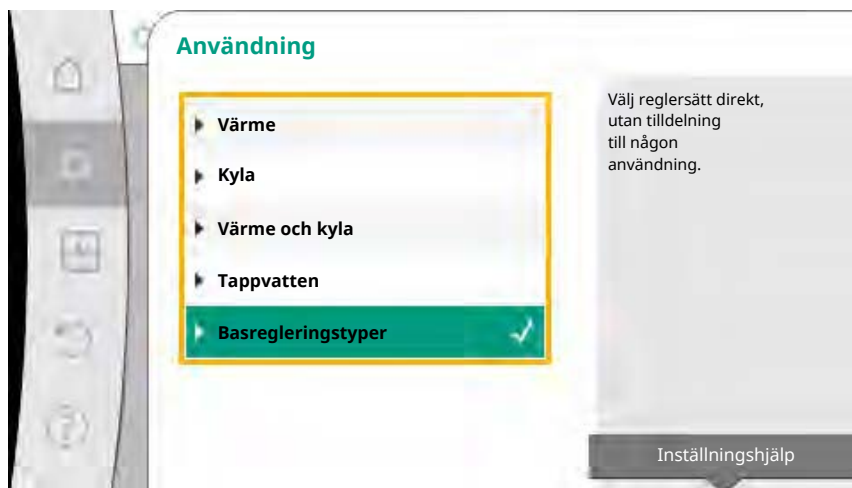 Användning
Värme
Kyla
Värme och kyla
Tappvatten
Basregleringstyper
Välj reglersätt direkt,
utan tilldelning
till någon
användning.
Inställningshjälp